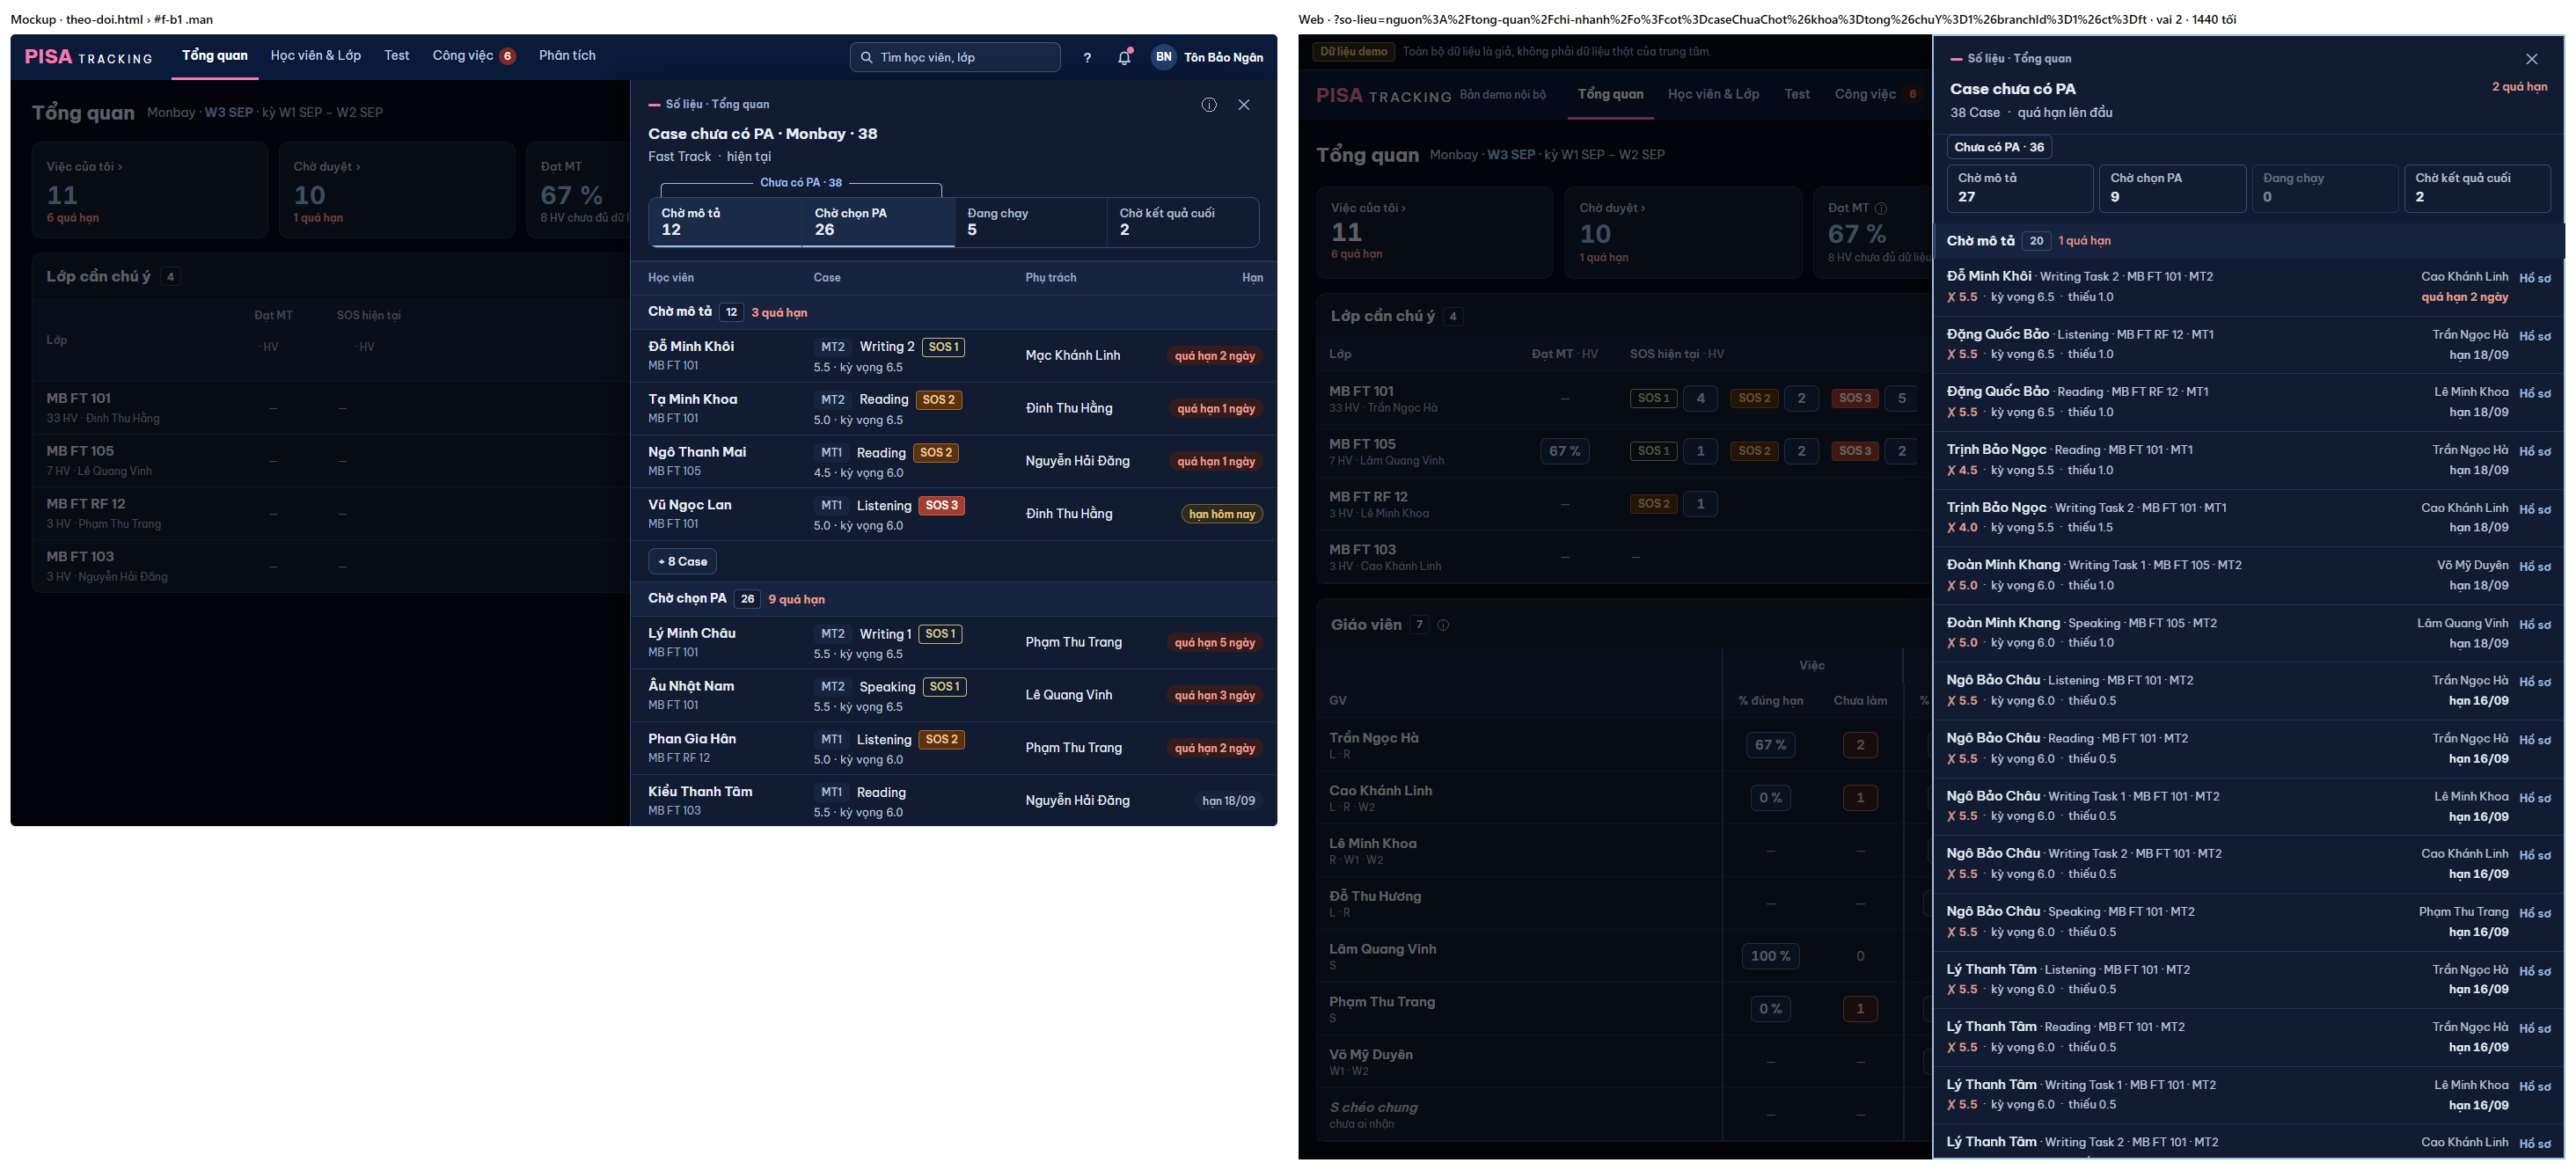 Mockup · theo-doi.html › #f-b1 .man
PISA TRACKING
Tổng quan
Học viên & Lớp
Test
Công việc 6
Phân tích
Tìm học viên, lớp
?
BN Tôn Bảo Ngân
Tổng quan Monbay · W3 SEP · kỳ W1 SEP – W2 SEP
Việc của tôi ›
11
6 quá hạn
Chờ duyệt ›
10
1 quá hạn
Đạt MT
67 %
8 HV chưa đủ dữ l
Lớp cần chú ý 4
Lớp
Đạt MT
· HV
SOS hiện tại
· HV
MB FT 101 — —
33 HV · Đinh Thu Hằng
MB FT 105 — —
7 HV · Lê Quang Vinh
MB FT RF 12 — —
3 HV · Phạm Thu Trang
MB FT 103 — —
3 HV · Nguyễn Hải Đăng
Số liệu · Tổng quan
Case chưa có PA · Monbay · 38
Fast Track · hiện tại
Chưa có PA · 38
Chờ mô tả
12
Chờ chọn PA
26
Đang chạy
5
Chờ kết quả cuối
2
Học viên Case Phụ trách Hạn
Chờ mô tả 12 3 quá hạn
Đỗ Minh Khôi MT2 Writing 2 SOS 1 Mạc Khánh Linh quá hạn 2 ngày
MB FT 101 5.5 · kỳ vọng 6.5
Tạ Minh Khoa MT2 Reading SOS 2 Đinh Thu Hằng quá hạn 1 ngày
MB FT 101 5.0 · kỳ vọng 6.5
Ngô Thanh Mai MT1 Reading SOS 2 Nguyễn Hải Đăng quá hạn 1 ngày
MB FT 105 4.5 · kỳ vọng 6.0
Vũ Ngọc Lan MT1 Listening SOS 3 Đinh Thu Hằng hạn hôm nay
MB FT 101 5.0 · kỳ vọng 6.0
+ 8 Case
Chờ chọn PA 26 9 quá hạn
Lý Minh Châu MT2 Writing 1 SOS 1 Phạm Thu Trang quá hạn 5 ngày
MB FT 101 5.5 · kỳ vọng 6.5
Âu Nhật Nam MT2 Speaking SOS 1 Lê Quang Vinh quá hạn 3 ngày
MB FT 101 5.5 · kỳ vọng 6.5
Phan Gia Hân MT1 Listening SOS 2 Phạm Thu Trang quá hạn 2 ngày
MB FT RF 12 5.0 · kỳ vọng 6.0
Kiều Thanh Tâm MT1 Reading Nguyễn Hải Đăng hạn 18/09
MB FT 103 5.5 · kỳ vọng 6.0
Web · ?so-lieu=nguon%3A%2Ftong-quan%2Fchi-nhanh%2Fo%3Fcot%3DcaseChuaChot%26khoa%3Dtong%26chuY%3D1%26branchId%3D1%26ct%3Dft · vai 2 · 1440 tối
Dữ liệu demo Toàn bộ dữ liệu là giả, không phải dữ liệu thật của trung tâm.
PISA TRACKING Bản demo nội bộ
Tổng quan
Học viên & Lớp
Test
Công việc 6
Tổng quan Monbay · W3 SEP · kỳ W1 SEP – W2 SEP
Việc của tôi ›
11
6 quá hạn
Chờ duyệt ›
10
1 quá hạn
Đạt MT
67 %
8 HV chưa đủ dữ liệu
Lớp cần chú ý 4
Lớp Đạt MT · HV SOS hiện tại · HV
MB FT 101 — SOS 1 4 SOS 2 2 SOS 3 5
33 HV · Trần Ngọc Hà
MB FT 105 67 % SOS 1 1 SOS 2 2 SOS 3 2
7 HV · Lâm Quang Vinh
MB FT RF 12 — SOS 2 1
3 HV · Lê Minh Khoa
MB FT 103 — —
3 HV · Cao Khánh Linh
Giáo viên 7
Việc
GV % đúng hạn Chưa làm %
Trần Ngọc Hà 67 % 2
L · R
Cao Khánh Linh 0 % 1
L · R · W2
Lê Minh Khoa — —
R · W1 · W2
Đỗ Thu Hương — —
L · R
Lâm Quang Vinh 100 % 0
S
Phạm Thu Trang 0 % 1
S
Võ Mỹ Duyên — —
W1 · W2
S chéo chung — —
chưa ai nhận
Số liệu · Tổng quan
Case chưa có PA 2 quá hạn
38 Case · quá hạn lên đầu
Chưa có PA · 36
Chờ mô tả
27
Chờ chọn PA
9
Đang chạy
0
Chờ kết quả cuối
2
Chờ mô tả 20 1 quá hạn
Đỗ Minh Khôi · Writing Task 2 · MB FT 101 · MT2 Cao Khánh Linh Hồ sơ
✗ 5.5 · kỳ vọng 6.5 · thiếu 1.0 quá hạn 2 ngày
Đặng Quốc Bảo · Listening · MB FT RF 12 · MT1 Trần Ngọc Hà Hồ sơ
✗ 5.5 · kỳ vọng 6.5 · thiếu 1.0 hạn 18/09
Đặng Quốc Bảo · Reading · MB FT RF 12 · MT1 Lê Minh Khoa Hồ sơ
✗ 5.5 · kỳ vọng 6.5 · thiếu 1.0 hạn 18/09
Trịnh Bảo Ngọc · Reading · MB FT 101 · MT1 Trần Ngọc Hà Hồ sơ
✗ 4.5 · kỳ vọng 5.5 · thiếu 1.0 hạn 18/09
Trịnh Bảo Ngọc · Writing Task 2 · MB FT 101 · MT1 Cao Khánh Linh Hồ sơ
✗ 4.0 · kỳ vọng 5.5 · thiếu 1.5 hạn 18/09
Đoàn Minh Khang · Writing Task 1 · MB FT 105 · MT2 Võ Mỹ Duyên Hồ sơ
✗ 5.0 · kỳ vọng 6.0 · thiếu 1.0 hạn 18/09
Đoàn Minh Khang · Speaking · MB FT 105 · MT2 Lâm Quang Vinh Hồ sơ
✗ 5.0 · kỳ vọng 6.0 · thiếu 1.0 hạn 18/09
Ngô Bảo Châu · Listening · MB FT 101 · MT2 Trần Ngọc Hà Hồ sơ
✗ 5.5 · kỳ vọng 6.0 · thiếu 0.5 hạn 16/09
Ngô Bảo Châu · Reading · MB FT 101 · MT2 Trần Ngọc Hà Hồ sơ
✗ 5.5 · kỳ vọng 6.0 · thiếu 0.5 hạn 16/09
Ngô Bảo Châu · Writing Task 1 · MB FT 101 · MT2 Lê Minh Khoa Hồ sơ
✗ 5.5 · kỳ vọng 6.0 · thiếu 0.5 hạn 16/09
Ngô Bảo Châu · Writing Task 2 · MB FT 101 · MT2 Cao Khánh Linh Hồ sơ
✗ 5.5 · kỳ vọng 6.0 · thiếu 0.5 hạn 16/09
Ngô Bảo Châu · Speaking · MB FT 101 · MT2 Phạm Thu Trang Hồ sơ
✗ 5.5 · kỳ vọng 6.0 · thiếu 0.5 hạn 16/09
Lý Thanh Tâm · Listening · MB FT 101 · MT2 Trần Ngọc Hà Hồ sơ
✗ 5.5 · kỳ vọng 6.0 · thiếu 0.5 hạn 16/09
Lý Thanh Tâm · Reading · MB FT 101 · MT2 Trần Ngọc Hà Hồ sơ
✗ 5.5 · kỳ vọng 6.0 · thiếu 0.5 hạn 16/09
Lý Thanh Tâm · Writing Task 1 · MB FT 101 · MT2 Lê Minh Khoa Hồ sơ
✗ 5.5 · kỳ vọng 6.0 · thiếu 0.5 hạn 16/09
Lý Thanh Tâm · Writing Task 2 · MB FT 101 · MT2 Cao Khánh Linh Hồ sơ